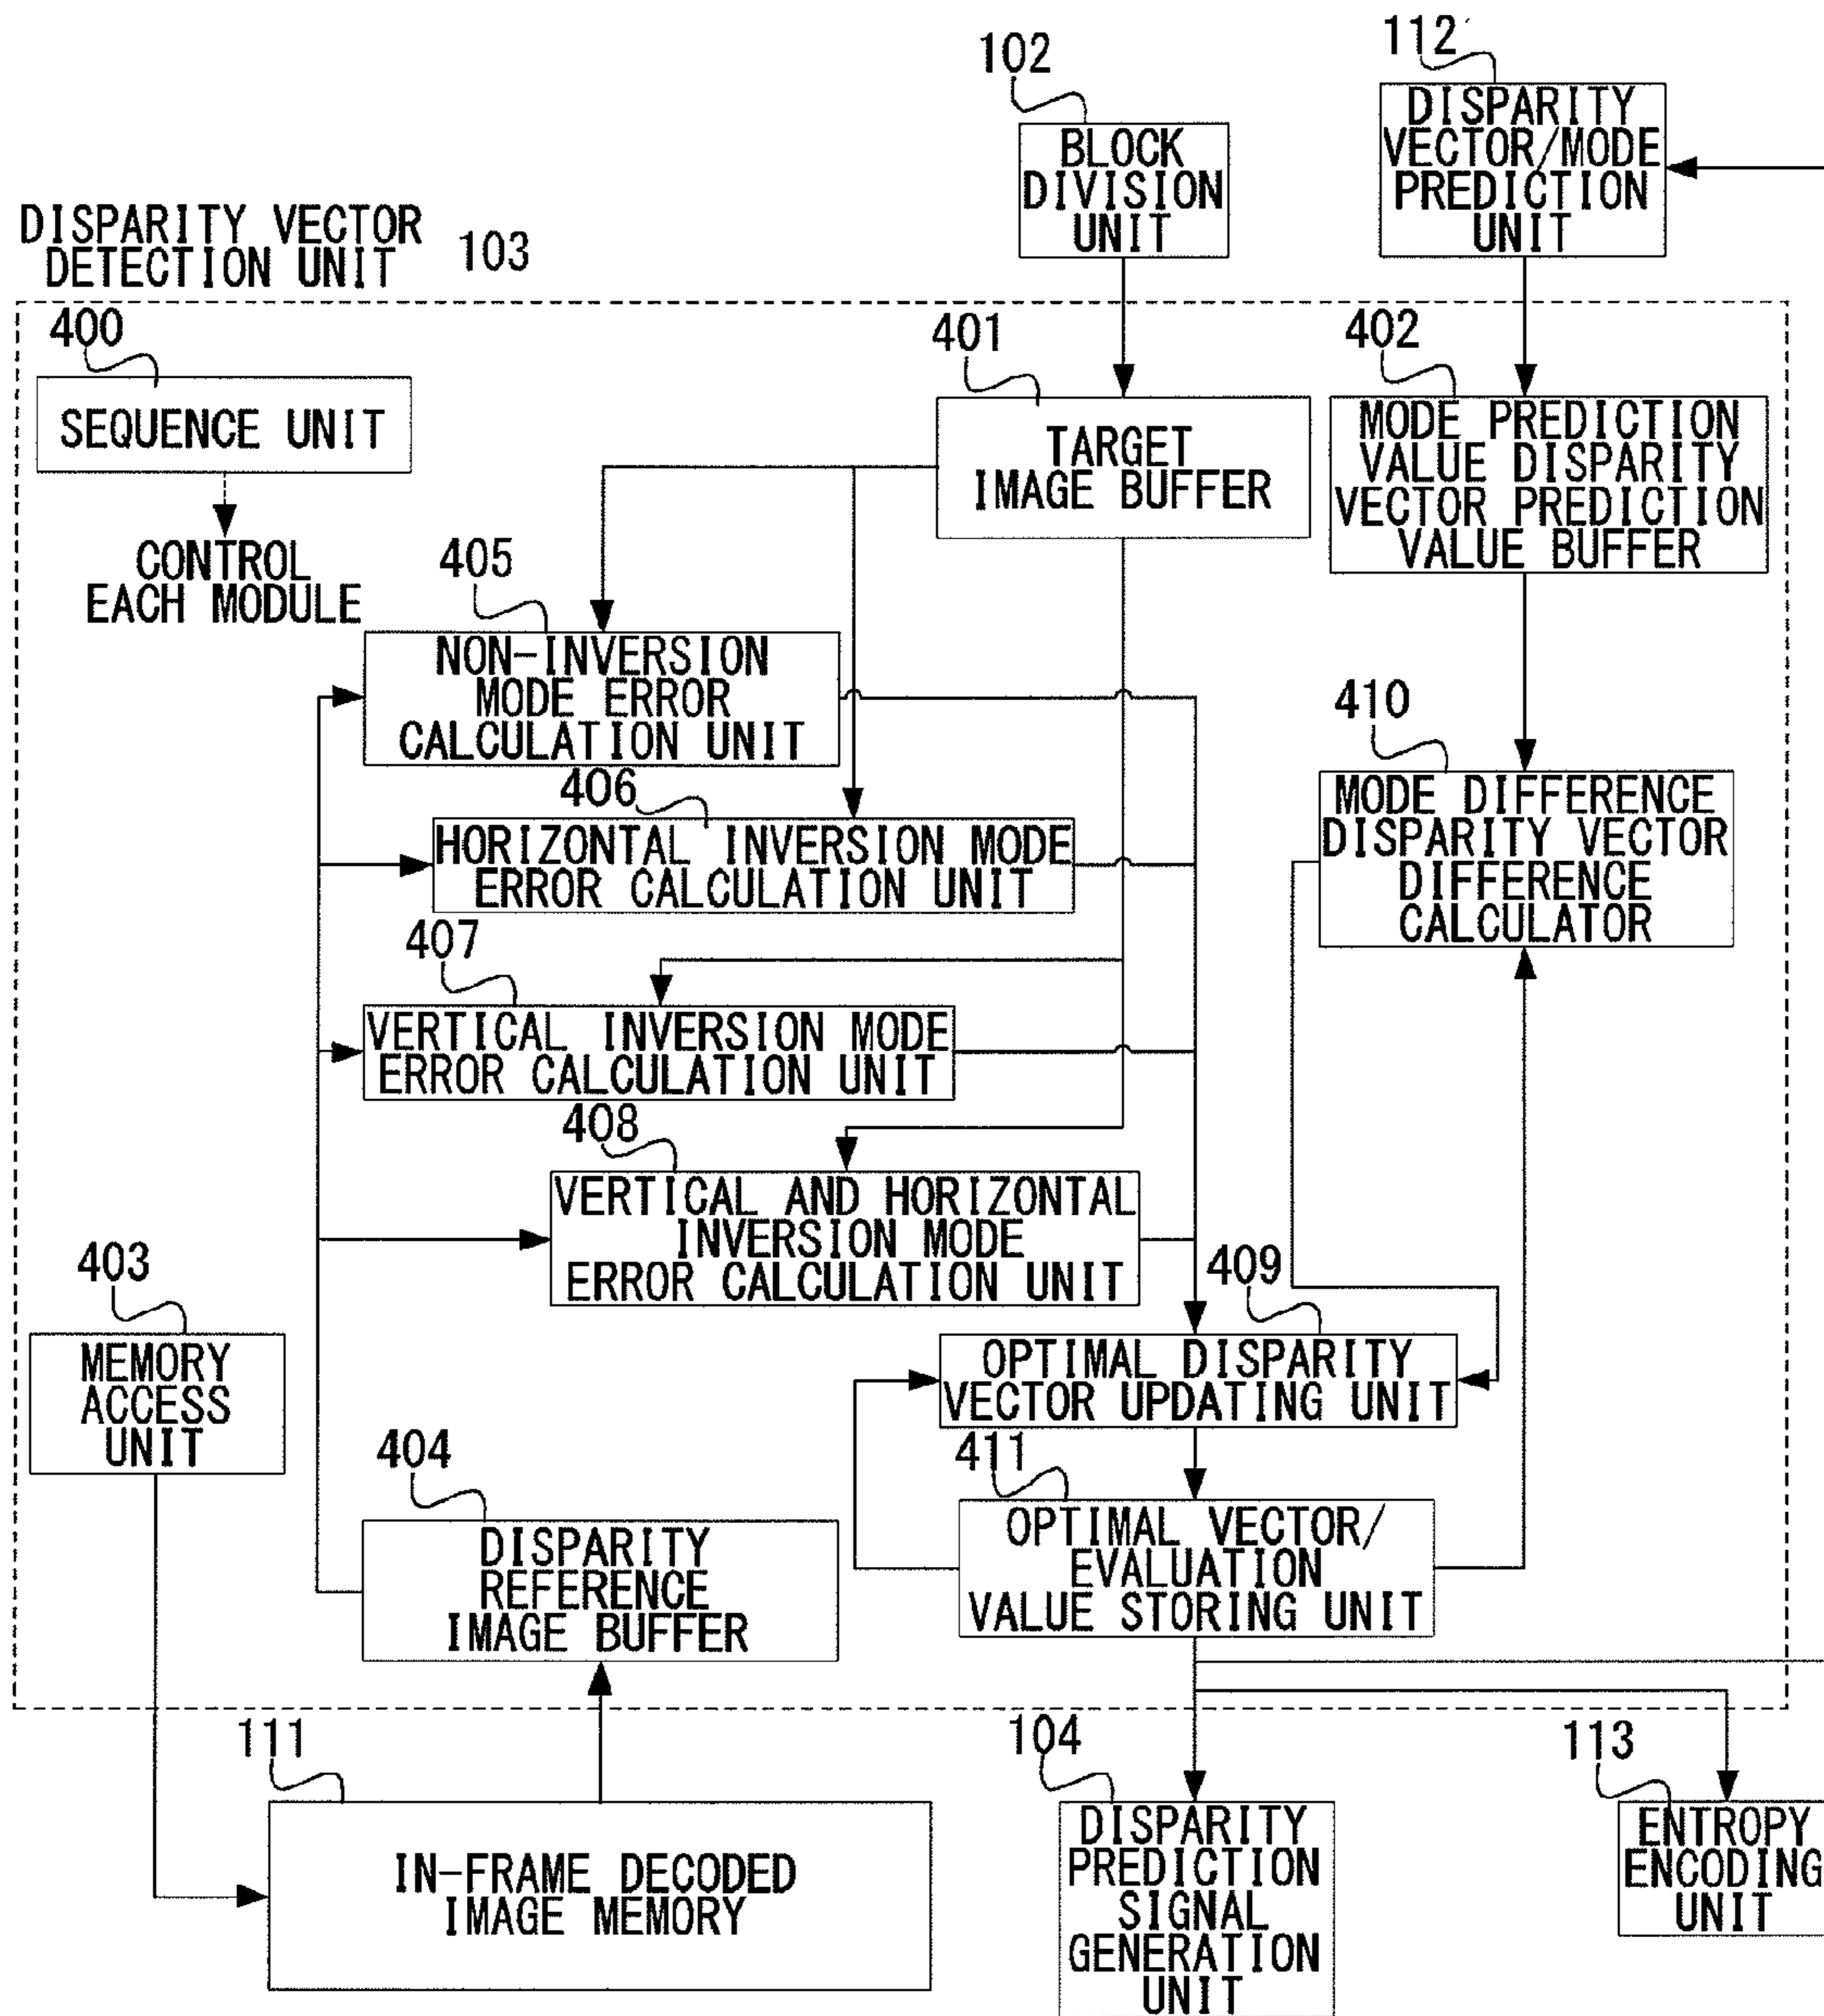 112
102
DISPARITY
VECTOR/MODE
PREDICTION
UNIT
BLOCK
DIVISION
UNIT
DISPARITY VECTOR
DETECTION UNIT
103
400
401
402
SEQUENCE UNIT
TARGET
IMAGE BUFFER
MODE PREDICTION
VALUE DISPARITY
VECTOR PREDICTION
VALUE BUFFER
CONTROL
EACH MODULE
405
NON-INVERSION
MODE ERROR
CALCULATION UNIT
410
406
MODE DIFFERENCE
DISPARITY VECTOR
DIFFERENCE
CALCULATOR
HORIZONTAL INVERSION MODE
ERROR CALCULATION UNIT
407
VERTICAL INVERSION MODE
ERROR CALCULATION UNIT
408
VERTICAL AND HORIZONTAL
INVERSION MODE
ERROR CALCULATION UNIT
403
409
MEMORY
ACCESS
UNIT
OPTIMAL DISPARITY
VECTOR UPDATING UNIT
404
411
DISPARITY
REFERENCE
IMAGE BUFFER
OPTIMAL VECTOR/
EVALUATION
VALUE STORING UNIT
111
104
113
IN-FRAME DECODED
IMAGE MEMORY
DISPARITY
PREDICTION
SIGNAL
GENERATION
UNIT
ENTROPY
ENCODING
UNIT